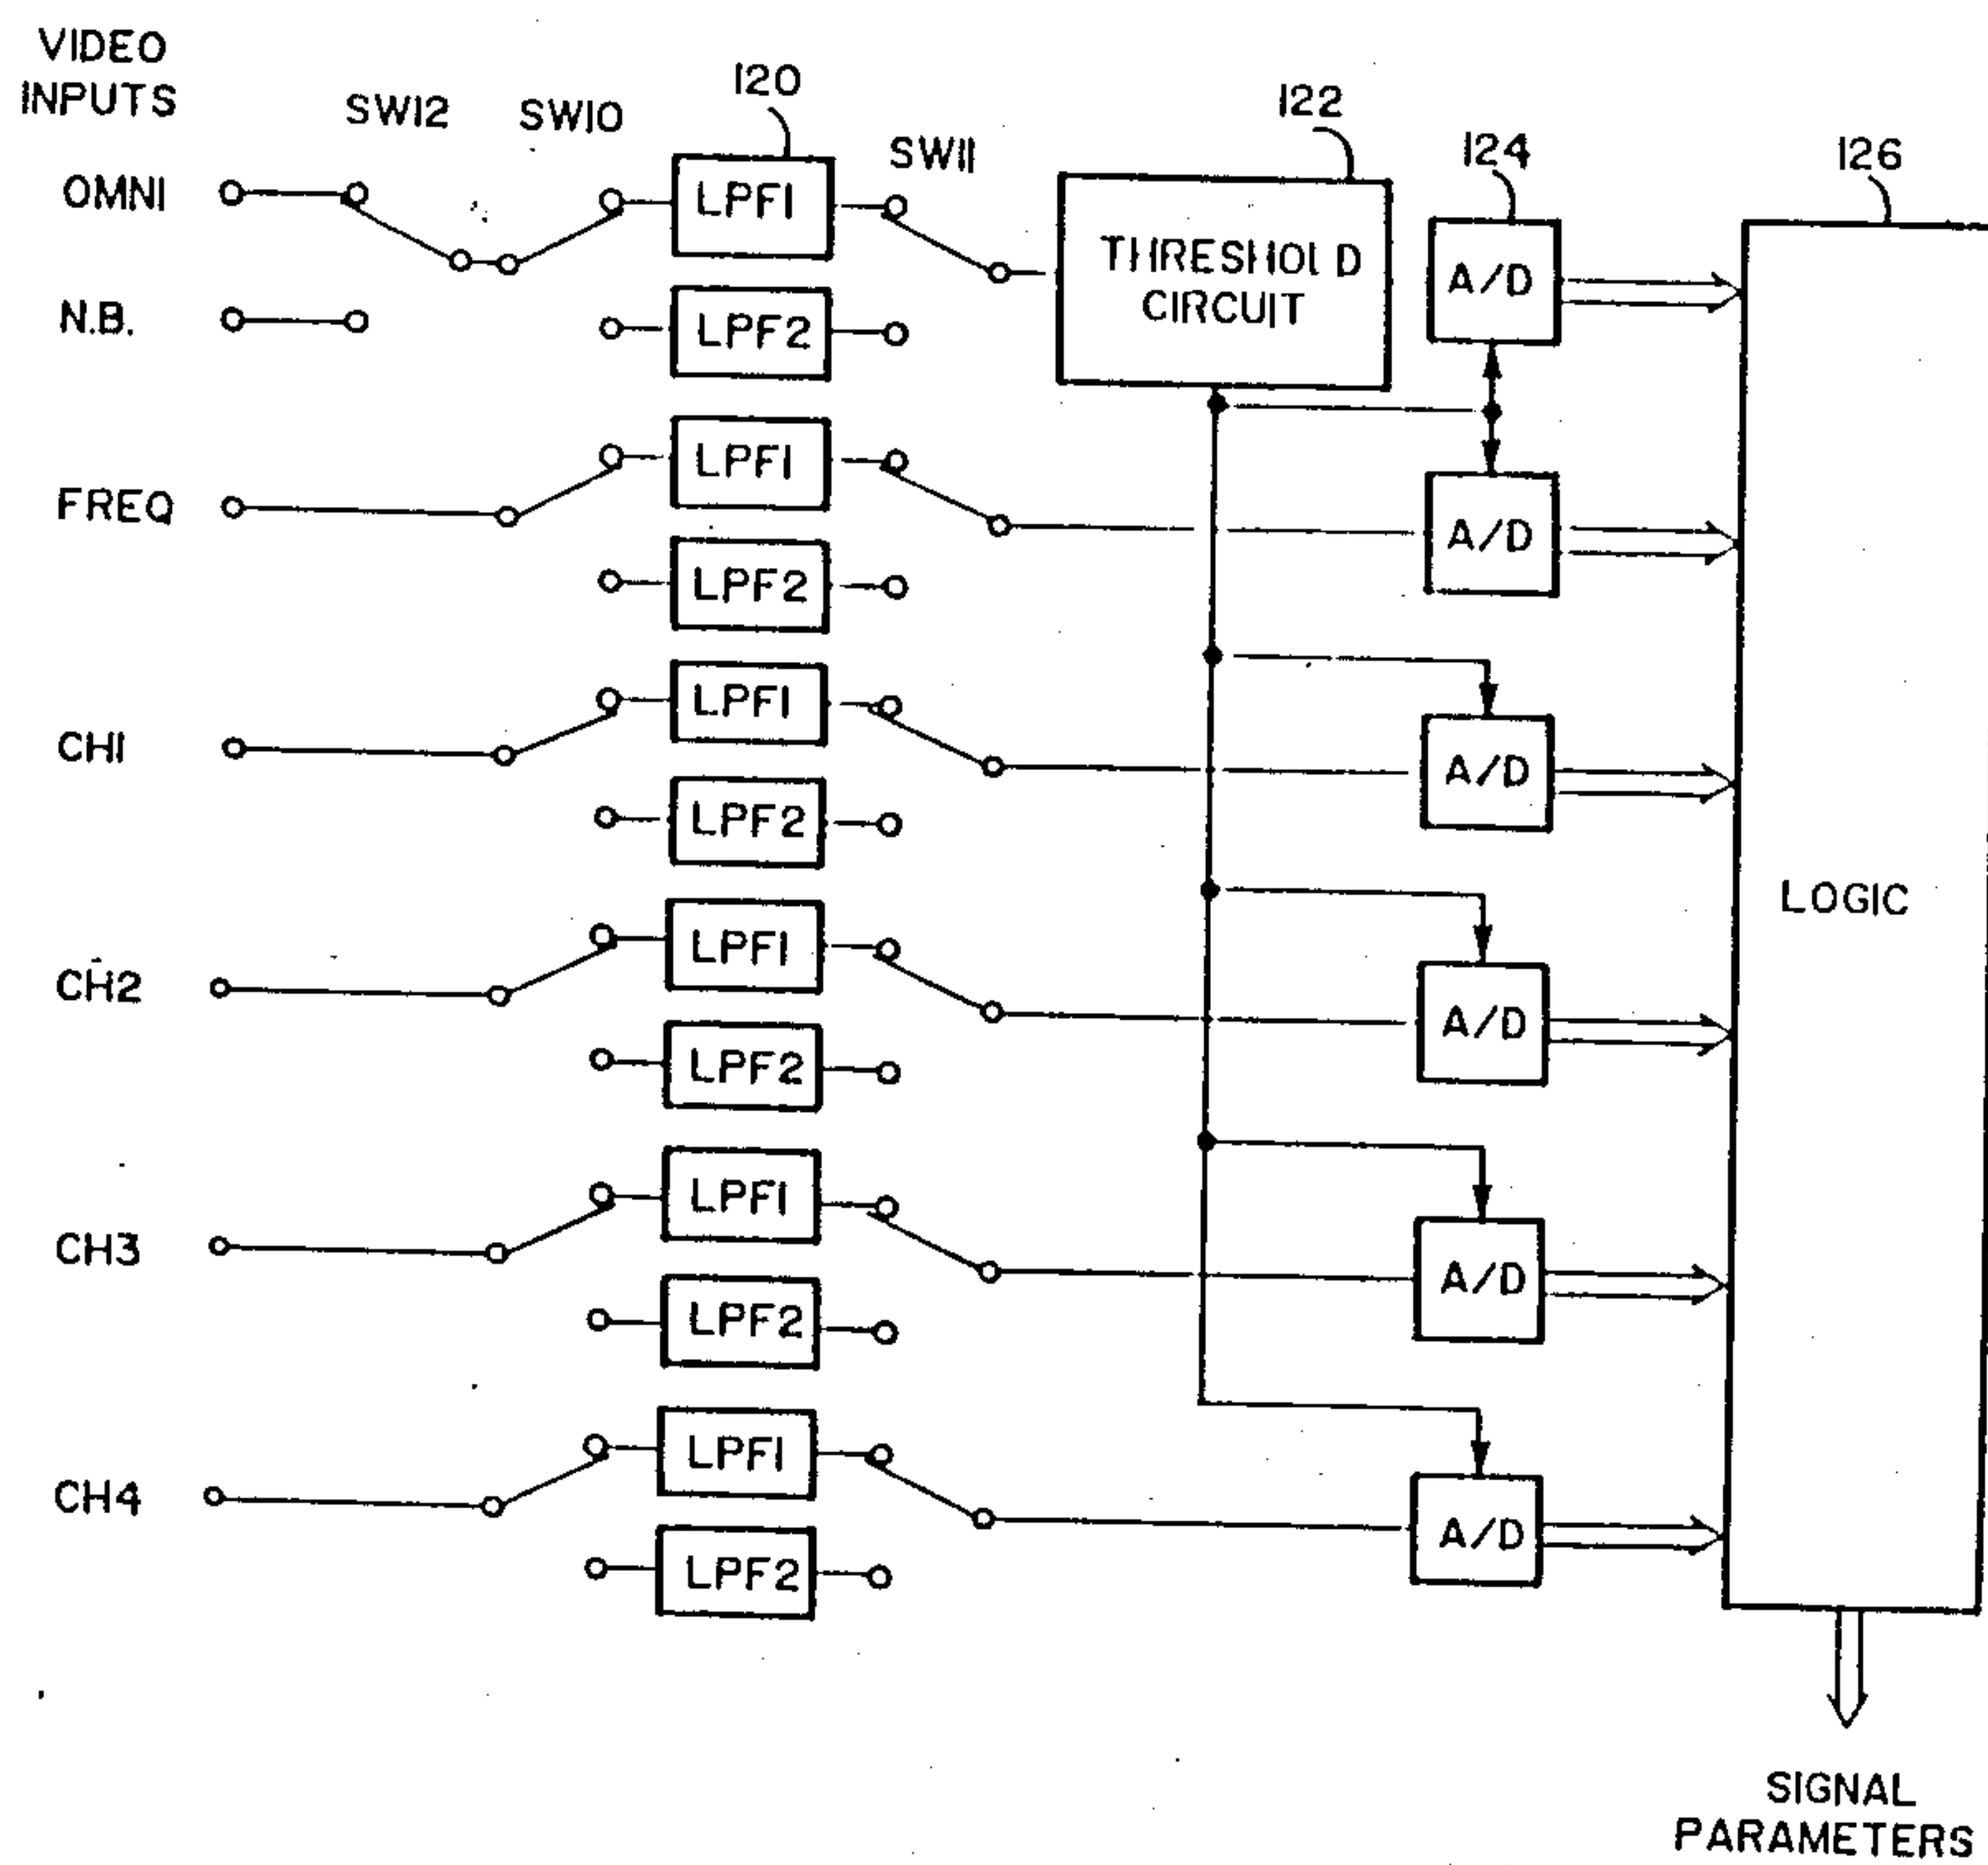 VIDEO
INPUTS
SW12
SW10
120
SW11
122
124
126
OMNI
LPF1
THRESHOLD
CIRCUIT
A/D
N.B.
LPF2
FREQ
LPF1
A/D
LPF2
CH1
LPF1
A/D
LPF2
LOGIC
CH2
LPF1
A/D
LPF2
CH3
LPF1
A/D
LPF2
CH4
LPF1
A/D
LPF2
SIGNAL
PARAMETERS